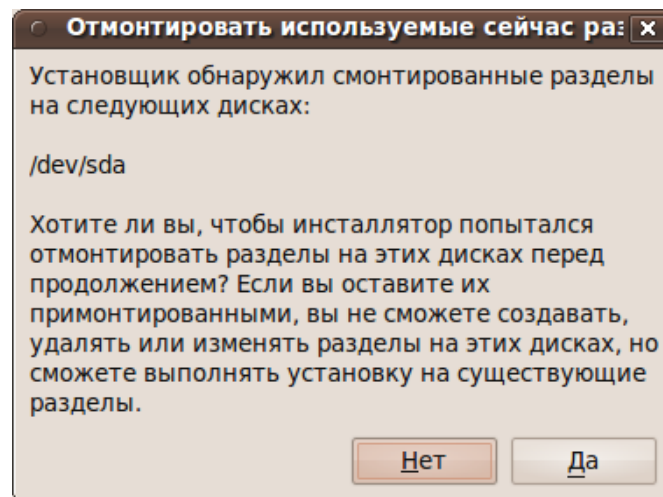 Отмонтировать используемые сейчас раз
Установщик обнаружил смонтированные разделы
на следующих дисках:
/dev/sda
Хотите ли вы, чтобы инсталлятор попытался
отмонтировать разделы на этих дисках перед
продолжением? Если вы оставите их
примонтированными, вы не сможете создавать,
удалять или изменять разделы на этих дисках, но
сможете выполнять установку на существующие
разделы.
Нет Да